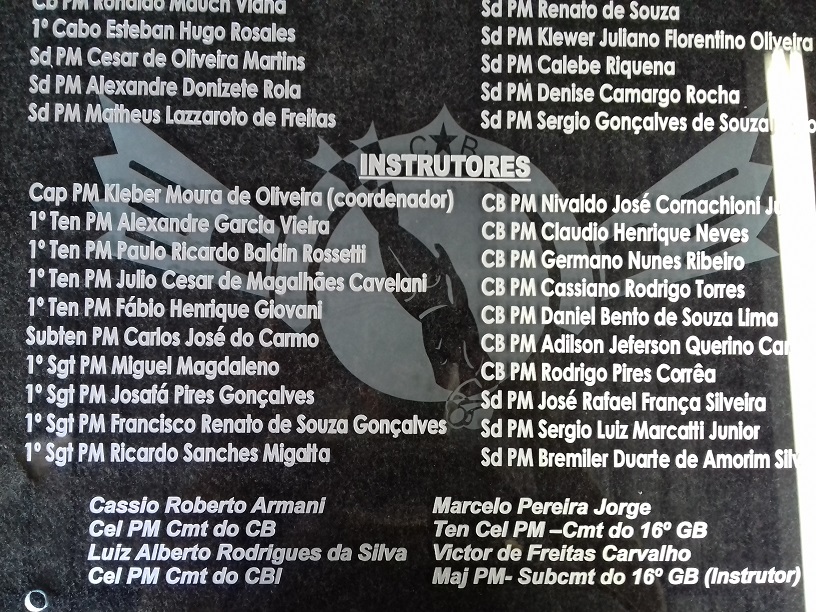 CB PM Ronaldo Mauch Viana
1º Cabo Esteban Hugo Rosales
Sd PM Cesar de Oliveira Martins
Sd PM Alexandre Donizete Rola
Sd PM Matheus Lazzaroto de Freitas
Sd PM Renato de Souza
Sd PM Klewer Juliano Florentino Oliveira
Sd PM Calebe Riquena
Sd PM Denise Camargo Rocha
Sd PM Sergio Gonçalves de Souza
C B
INSTRUTORES
Cap PM Kleber Moura de Oliveira (coordenador)
1º Ten PM Alexandre Garcia Vieira
1º Ten PM Paulo Ricardo Baldin Rossetti
1º Ten PM Julio Cesar de Magalhães Cavelani
1º Ten PM Fábio Henrique Giovani
Subten PM Carlos José do Carmo
1º Sgt PM Miguel Magdaleno
1º Sgt PM Josafá Pires Gonçalves
1º Sgt PM Francisco Renato de Souza Gonçalves
1º Sgt PM Ricardo Sanches Migatta
CB PM Nivaldo José Cornachioni
CB PM Claudio Henrique Neves
CB PM Germano Nunes Ribeiro
CB PM Cassiano Rodrigo Torres
CB PM Daniel Bento de Souza Lima
CB PM Adilson Jeferson Querino
CB PM Rodrigo Pires Corrêa
Sd PM José Rafael França Silveira
Sd PM Sergio Luiz Marcatti Junior
Sd PM Bremiler Duarte de Amorim
Cassio Roberto Armani
Cel PM Cmt do CB
Luiz Alberto Rodrigues da Silva
Cel PM Cmt do CBI
Marcelo Pereira Jorge
Ten Cel PM –Cmt do 16º GB
Victor de Freitas Carvalho
Maj PM- Subcmt do 16º GB (Instrutor)